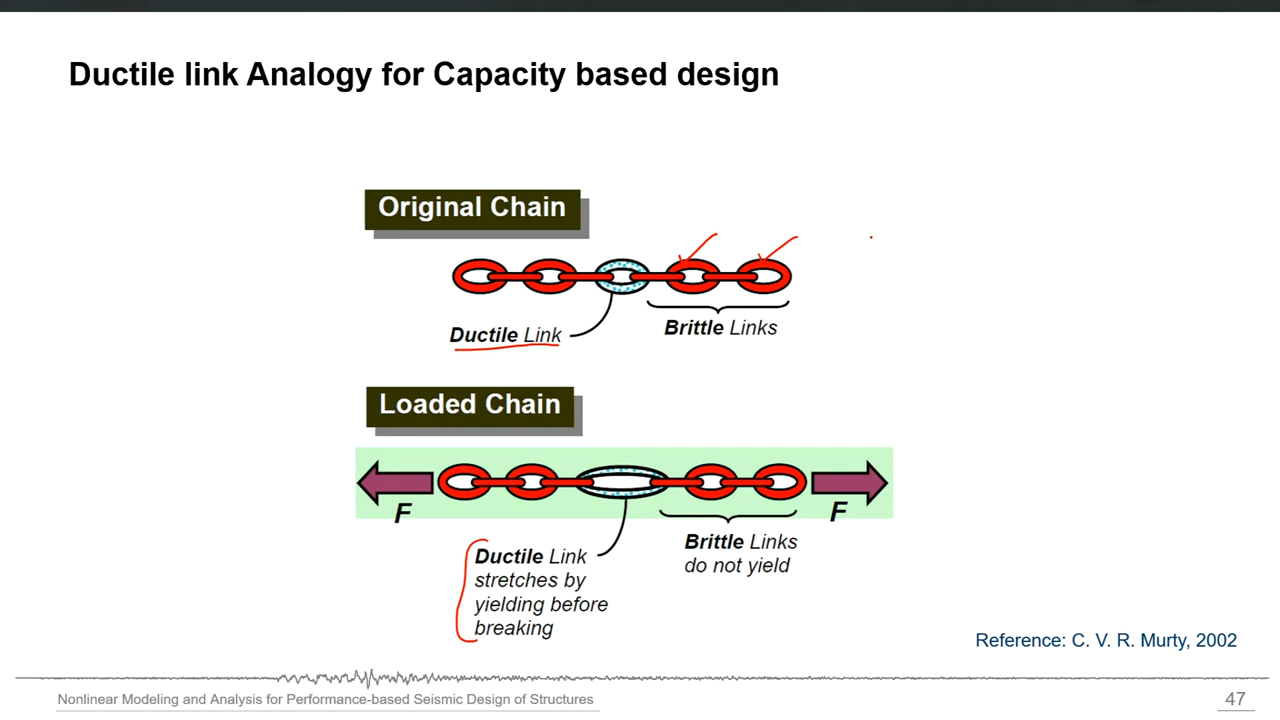 Ductile link Analogy for Capacity based design
Original Chain
Ductile Link
Brittle Links
Loaded Chain
F
F
Ductile Link
stretches by
yielding before
breaking
Brittle Links
do not yield
Reference: C. V. R. Murty, 2002
Nonlinear Modeling and Analysis for Performance-based Seismic Design of Structures
47